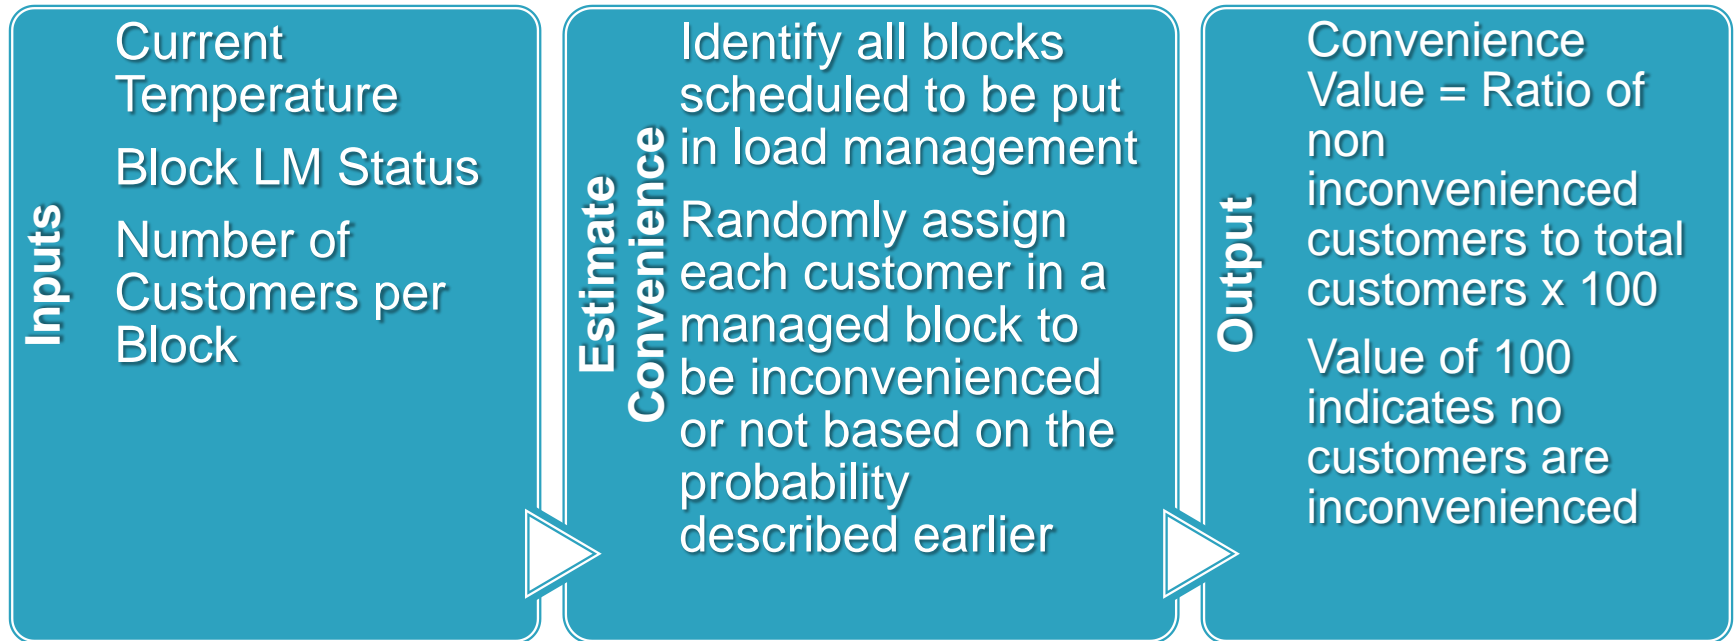 Inputs
Current
Temperature
Block LM Status
Number of
Customers per
Block
Estimate
Convenience
Identify all blocks
scheduled to be put
in load management
Randomly assign
each customer in a
managed block to
be inconvenienced
or not based on the
probability
described earlier
Output
Convenience
Value = Ratio of
non
inconvenienced
customers to total
customers x 100
Value of 100
indicates no
customers are
inconvenienced